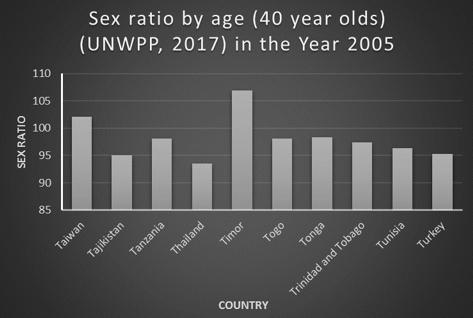 Sex ratio by age (40 year olds)
(UNWPP, 2017) in the Year 2005
110
105
100
95
90
85
SEX RATIO
Taiwan
Tajikistan
Tanzania
Thailand
Timor
Togo
Tonga
Trinidad and Tobago
Tunisia
Turkey
COUNTRY